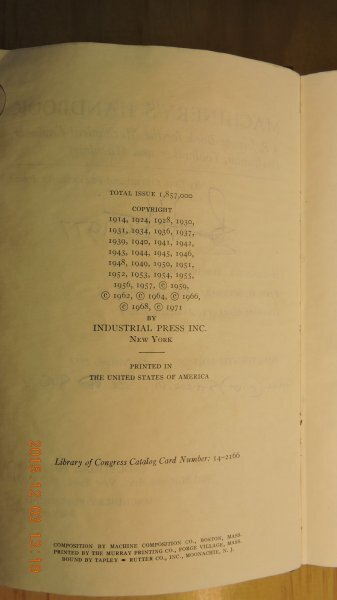 TOTAL ISSUE 1,857,000
COPYRIGHT
1914, 1924, 1928, 1930,
1931, 1934, 1936, 1937,
1939, 1940, 1941, 1942,
1943, 1944, 1945, 1946,
1948, 1949, 1950, 1951,
1952, 1953, 1954, 1955,
1956, 1957, © 1959,
© 1962, © 1964, © 1966,
© 1968, © 1971
BY
INDUSTRIAL PRESS INC.
NEW YORK
PRINTED IN
THE UNITED STATES OF AMERICA
Library of Congress Catalog Card Number: 14-2166
COMPOSITION BY MACHINE COMPOSITION CO., BOSTON, MASS.
PRINTED BY THE MURRAY PRINTING CO., FORGE VILLAGE, MASS.
BOUND BY TAPLEY RUTTER CO., INC., MOONACHIE, N. J.